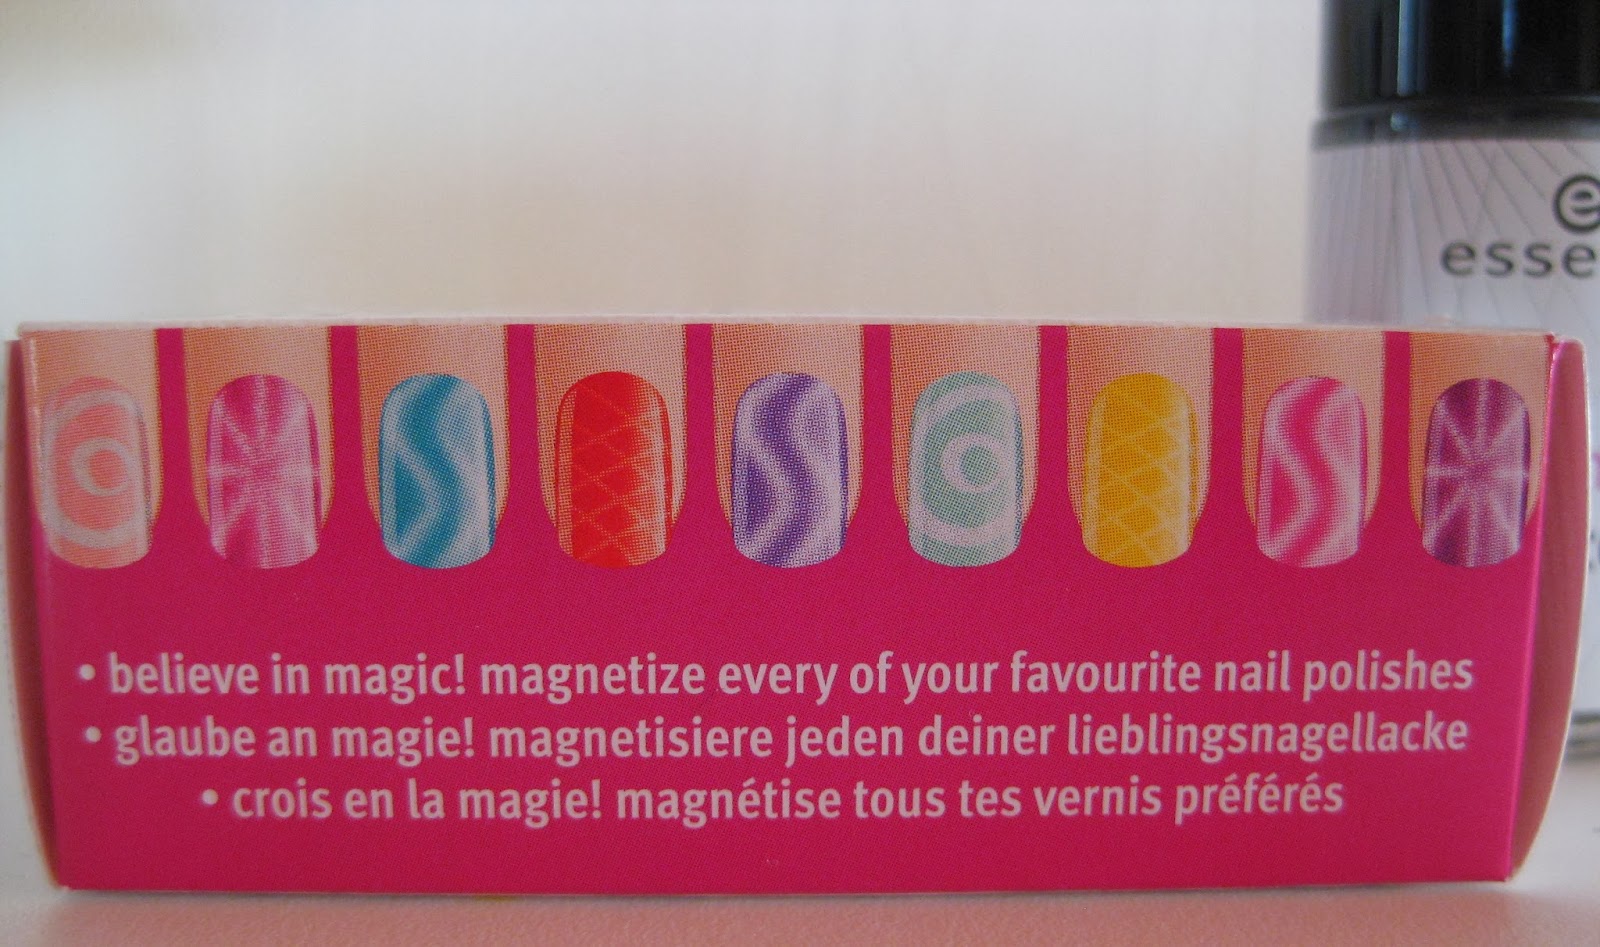 e
esse
• believe in magic! magnetize every of your favourite nail polishes
• glaube an magie! magnetisiere jeden deiner lieblingsnagellacke
• crois en la magie! magnétise tous tes vernis préférés